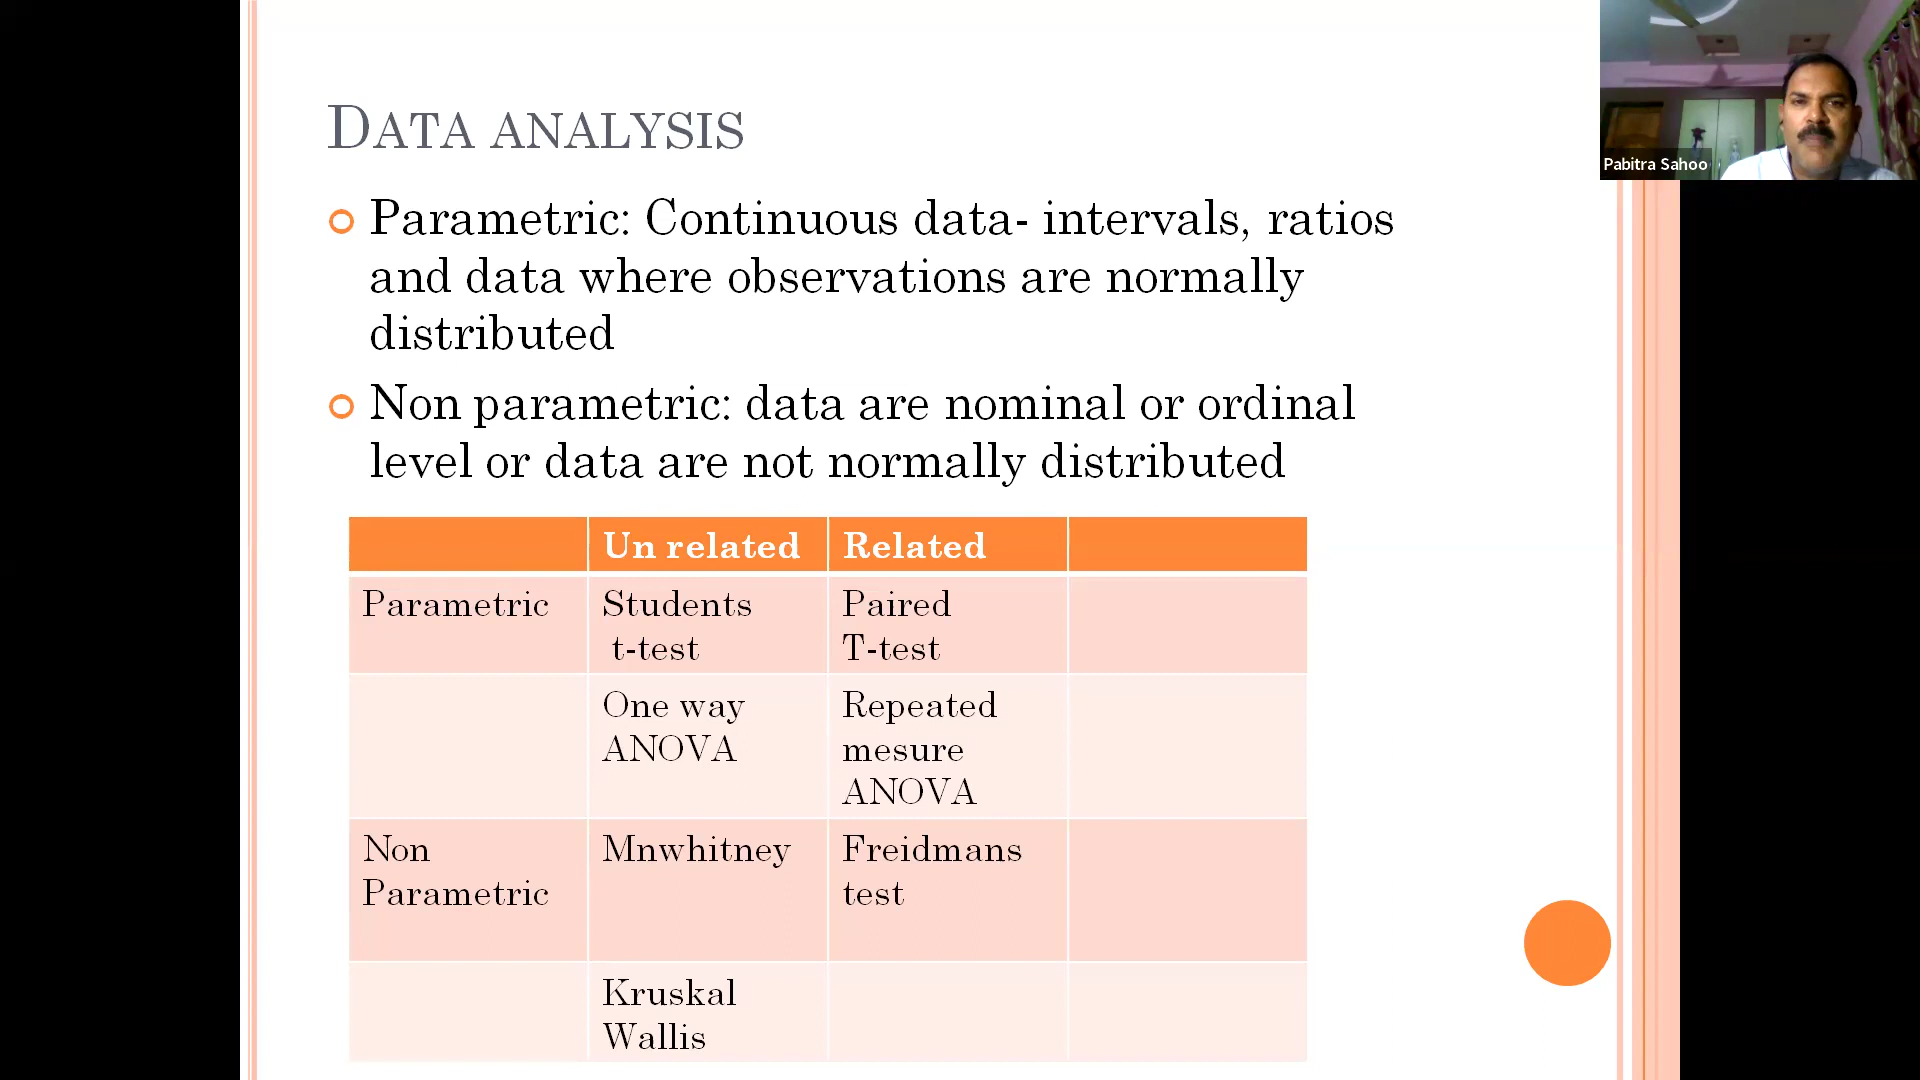 DATA ANALYSIS
Parametric: Continuous data- intervals, ratios
and data where observations are normally
distributed
Non parametric: data are nominal or ordinal
level or data are not normally distributed
Un related Related
Parametric Students Paired
t-test T-test
One way Repeated
ANOVA mesure
ANOVA
Non Mnwhitney Freidmans
Parametric test
Kruskal
Wallis
Pabitra Sahoo